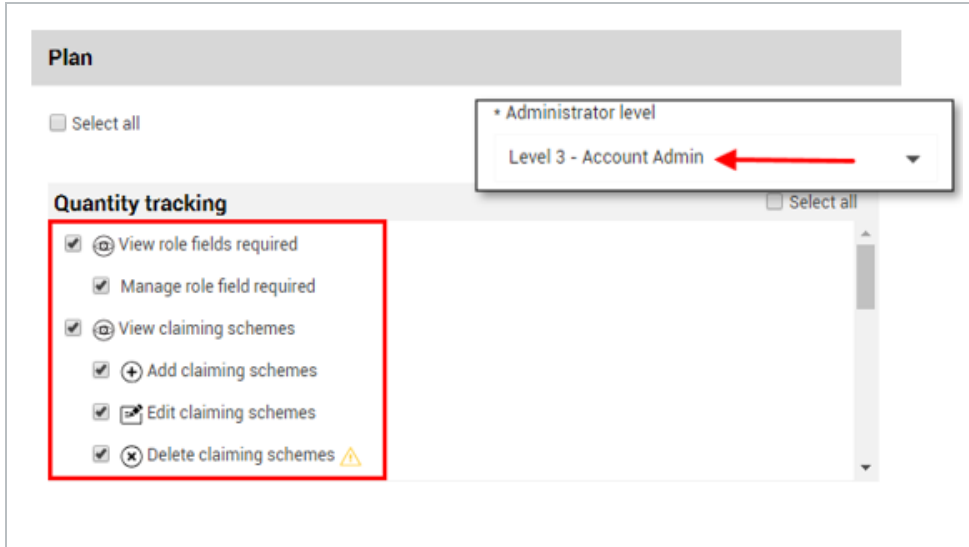 Plan
Select all
* Administrator level
Level 3 - Account Admin
Quantity tracking
Select all
View role fields required
Manage role field required
View claiming schemes
Add claiming schemes
Edit claiming schemes
Delete claiming schemes